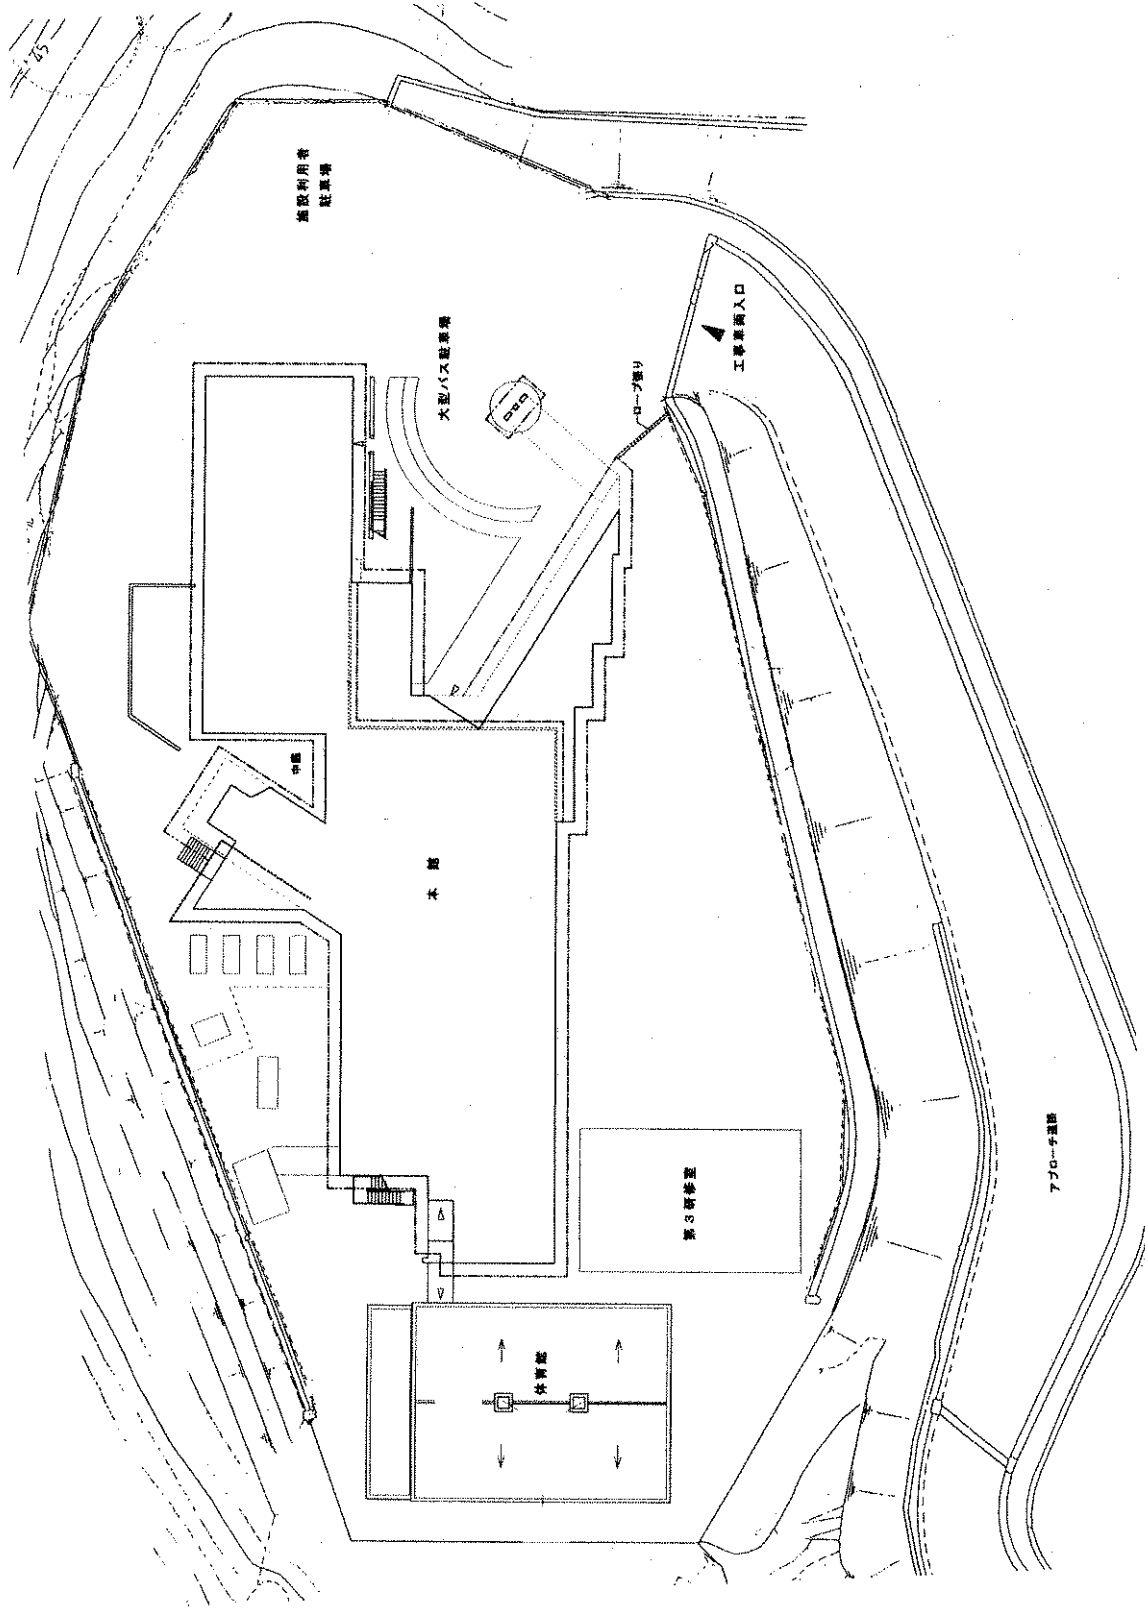 施設利用者
駐車場
大型バス駐車場
ロープ張り
工事車両入口
中庭
本館
第3研修室
体育館
アプローチ道路